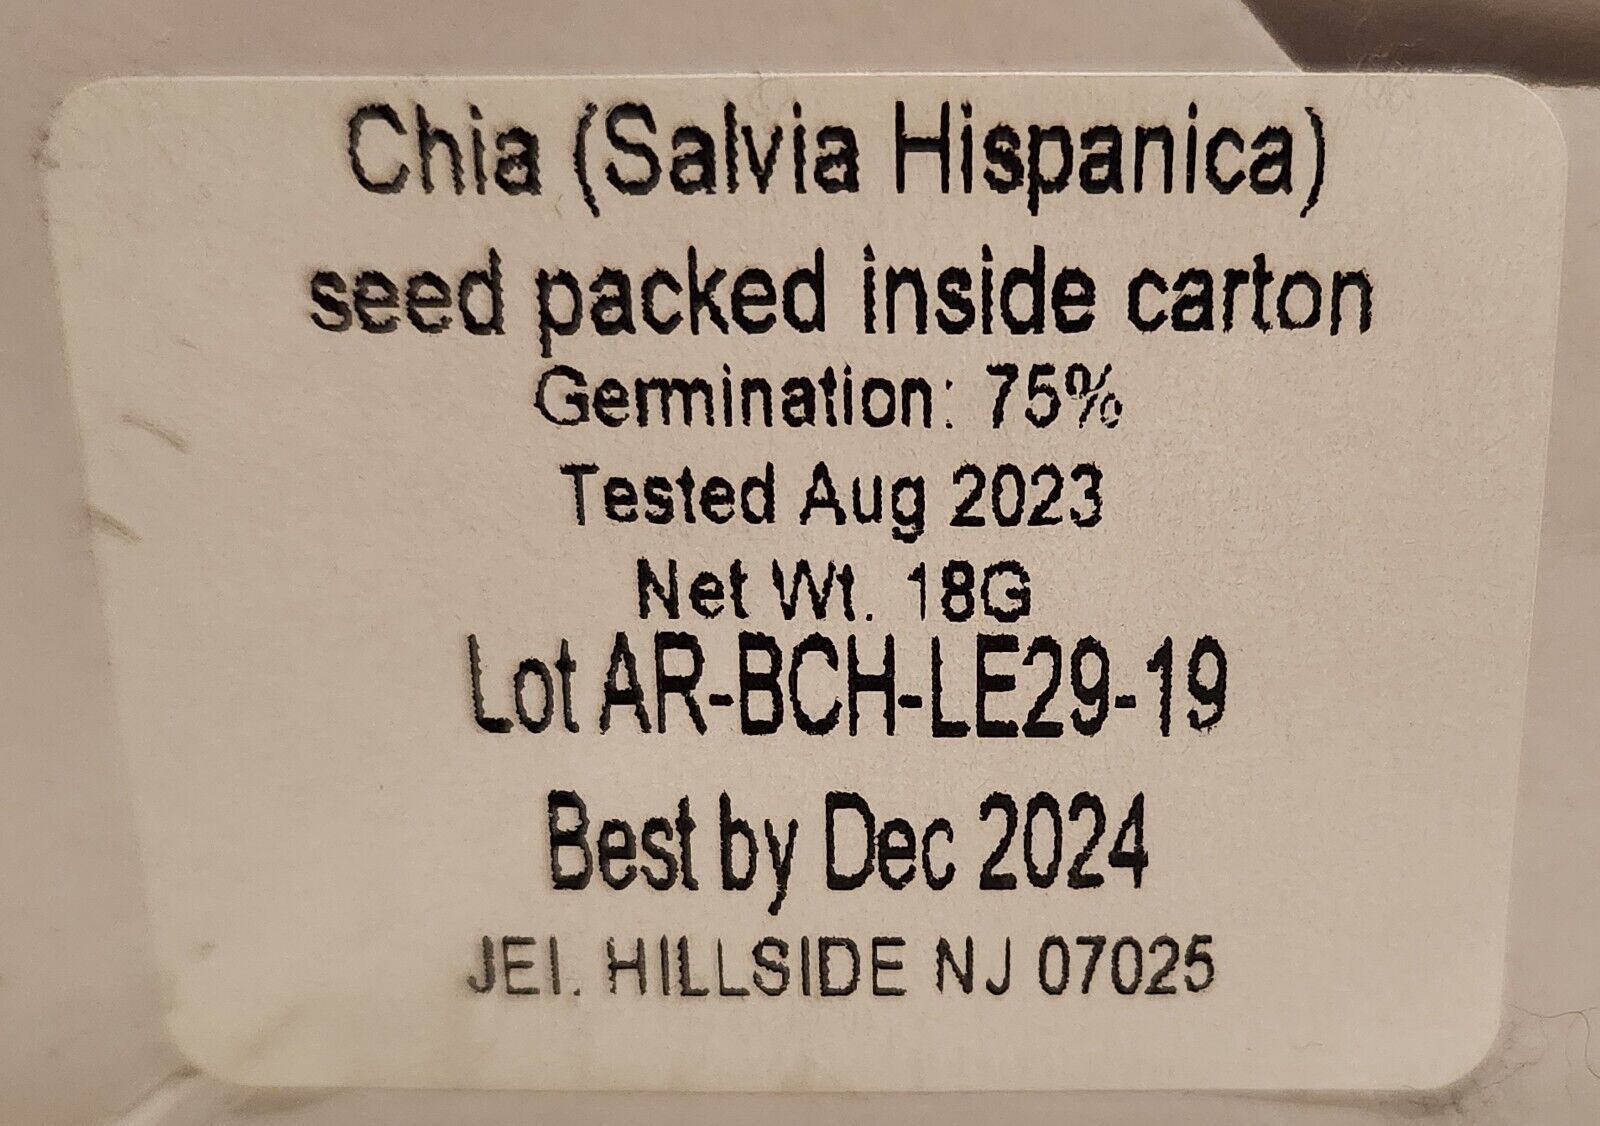 Chia (Salvia Hispanica)
seed packed inside carton
Germination: 75%
Tested Aug 2023
Net Wt. 18G
Lot AR-BCH-LE29-19
Best by Dec 2024
JEI. HILLSIDE NJ 07025